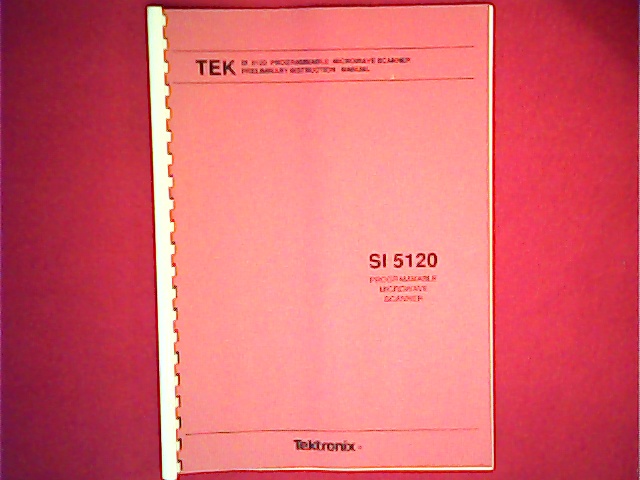 TEK SI 5120 PROGRAMMABLE MICROWAVE SCANNER
PRELIMINARY INSTRUCTION MANUAL
SI 5120
PROGRAMMABLE
MICROWAVE
SCANNER
Tektronix